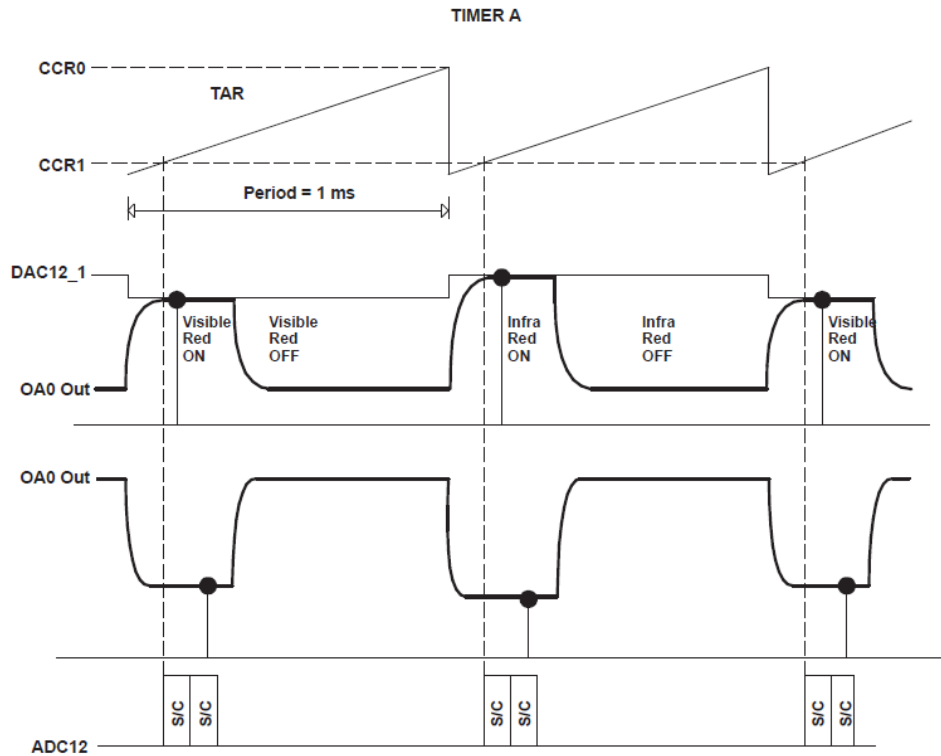 TIMER A
CCR0
TAR
CCR1
Period = 1 ms
DAC12_1
Visible
Red
ON
Visible
Red
OFF
Infra
Red
ON
Infra
Red
OFF
Visible
Red
ON
OA0 Out
OA0 Out
S/C
S/C
S/C
S/C
S/C
S/C
ADC12